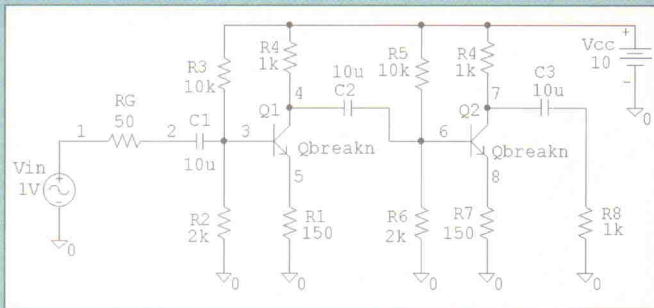 R4
1k
R5
10k
R4
1k
Vcc
10
+
-
0
R3
10k
10u
C2
C3
10u
4
7
RG
50
C1
10u
Q1
Qbreakn
Q2
Qbreakn
1
2
3
6
Vin
1V
+
-
0
5
8
R2
2k
0
R1
150
0
R6
2k
0
R7
150
0
R8
1k
0